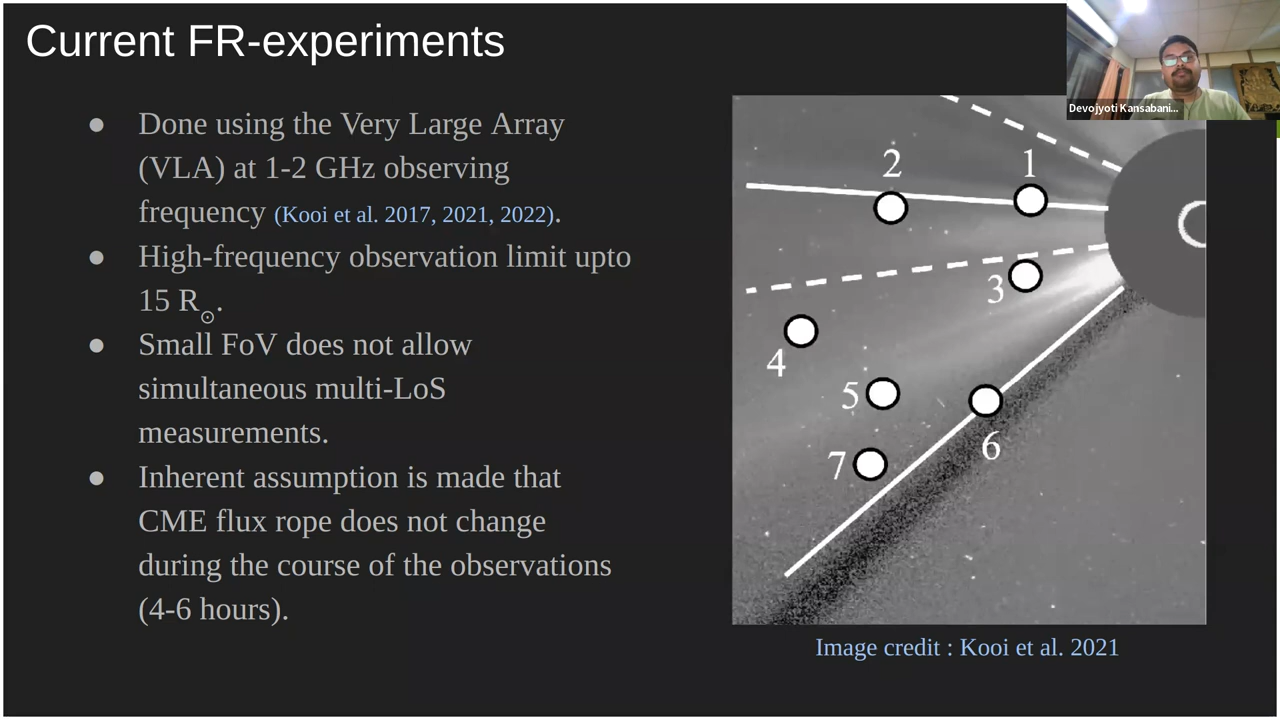 Current FR-experiments
Devojyoti Kansabani...
● Done using the Very Large Array
(VLA) at 1-2 GHz observing
frequency (Kooi et al. 2017, 2021, 2022).
● High-frequency observation limit upto
15 R☉.
● Small FoV does not allow
simultaneous multi-LoS
measurements.
● Inherent assumption is made that
CME flux rope does not change
during the course of the observations
(4-6 hours).
2
1
3
4
5
6
7
Image credit : Kooi et al. 2021